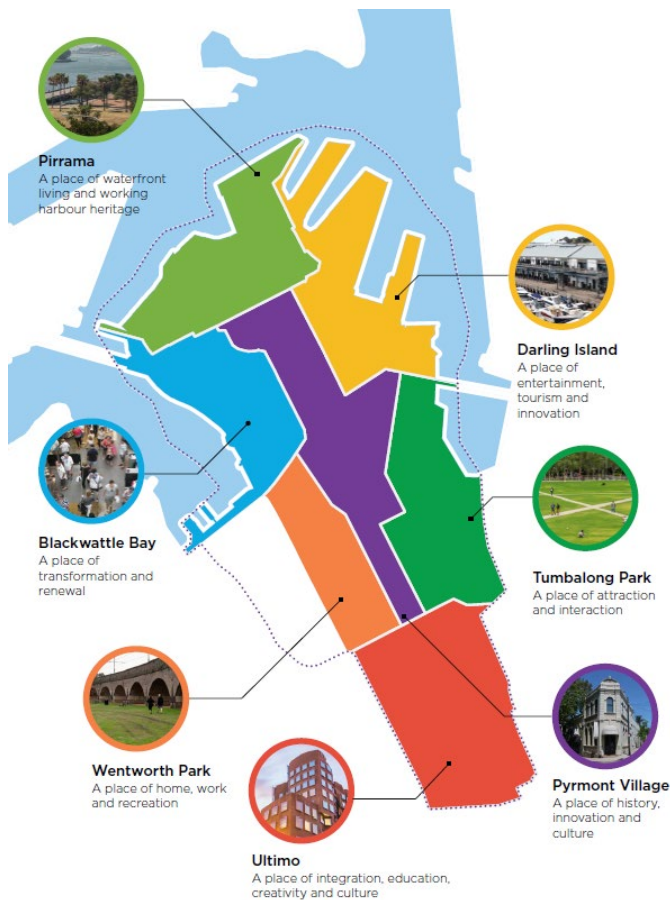 Pirrama
A place of waterfront
living and working
harbour heritage
Darling Island
A place of
entertainment,
tourism and
innovation
Blackwattle Bay
A place of
transformation and
renewal
Tumbalong Park
A place of attraction
and interaction
Wentworth Park
A place of home, work
and recreation
Pyrmont Village
A place of history,
innovation and
culture
Ultimo
A place of integration, education,
creativity and culture